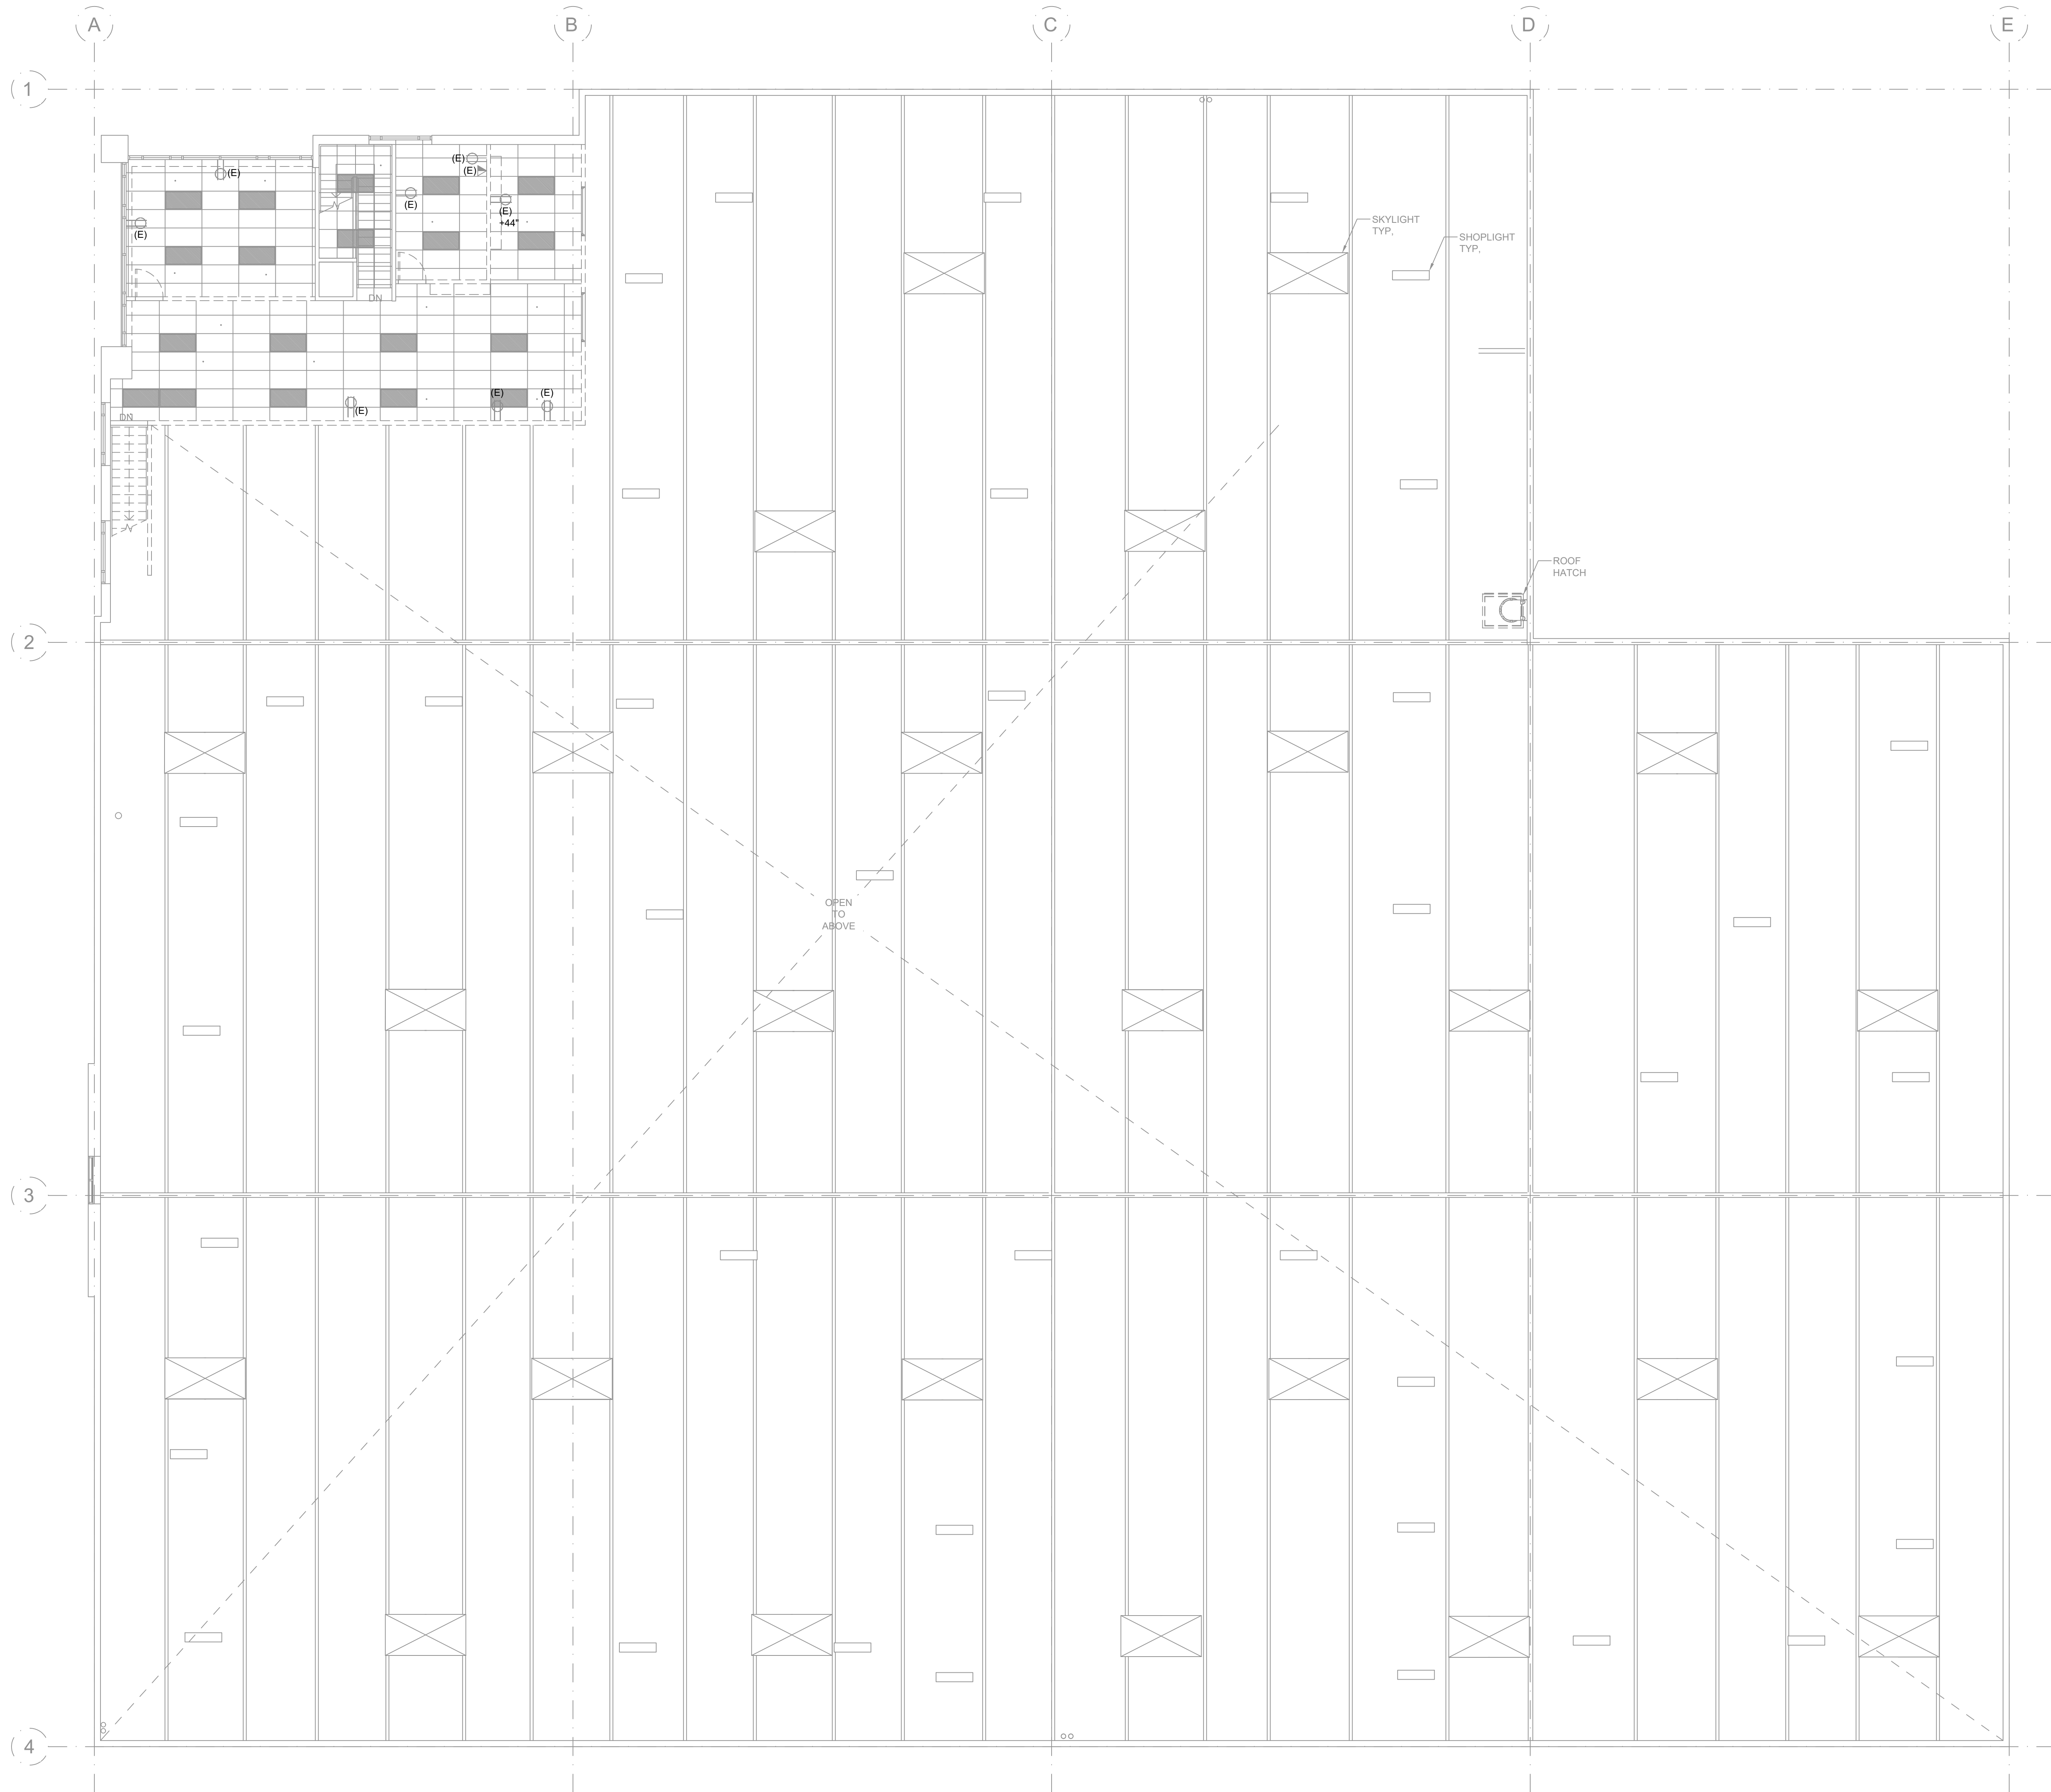 A
B
C
D
E
1
(E)
(E)
(E)
(E)
(E)
(E)
+44"
(E)
SKYLIGHT
TYP,
SHOPLIGHT
TYP,
DN
(E)
(E)
(E)
DN
ROOF
HATCH
2
OPEN
TO
ABOVE
3
4